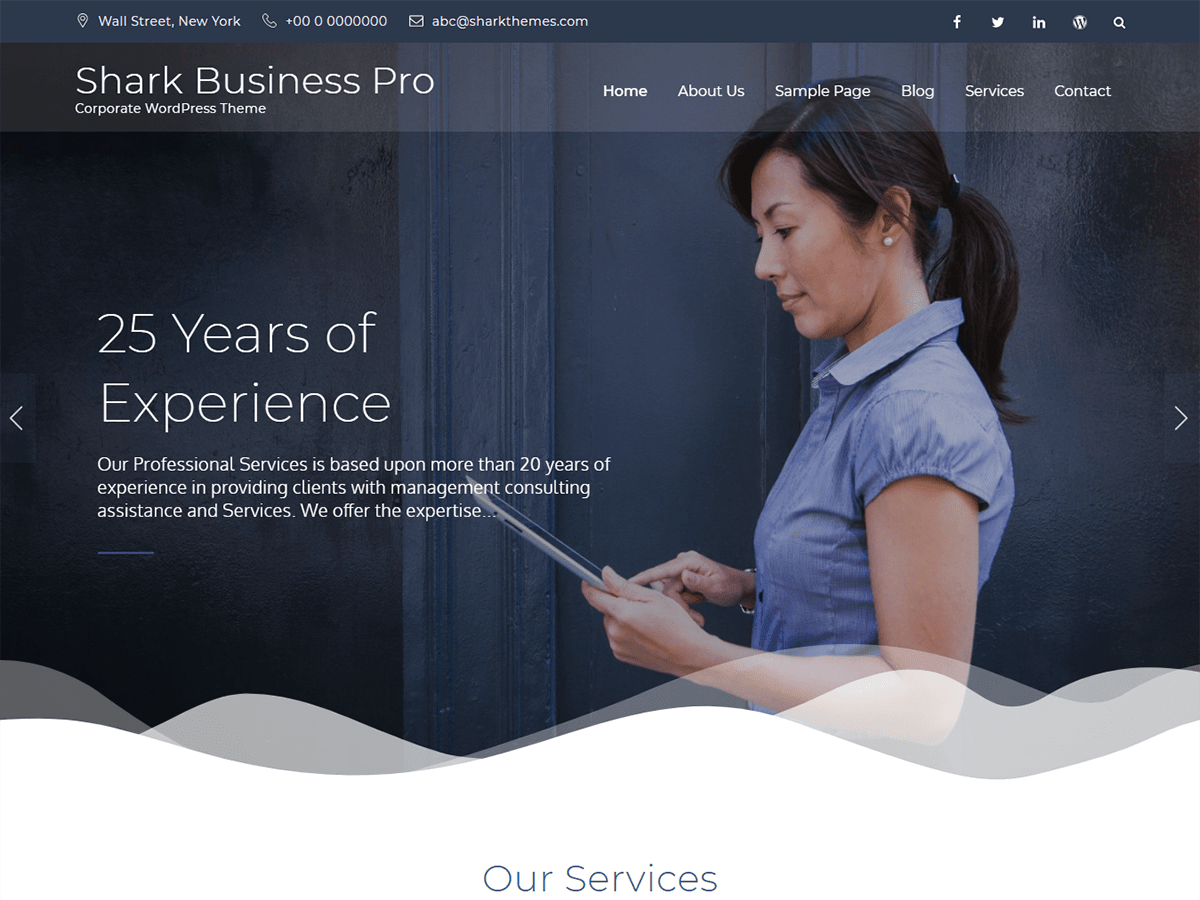 Wall Street, New York +00 0 0000000 abc@sharkthemes.com
Shark Business Pro
Corporate WordPress Theme
Home About Us Sample Page Blog Services Contact
25 Years of
Experience
Our Professional Services is based upon more than 20 years of
experience in providing clients with management consulting
assistance and Services. We offer the expertise...
Our Services